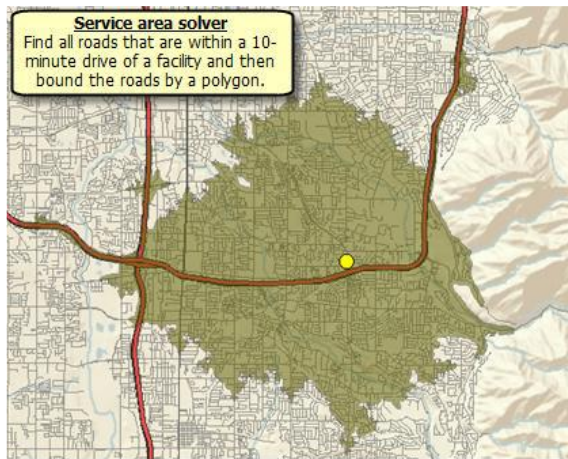 Service area solver
Find all roads that are within a 10-
minute drive of a facility and then
bound the roads by a polygon.